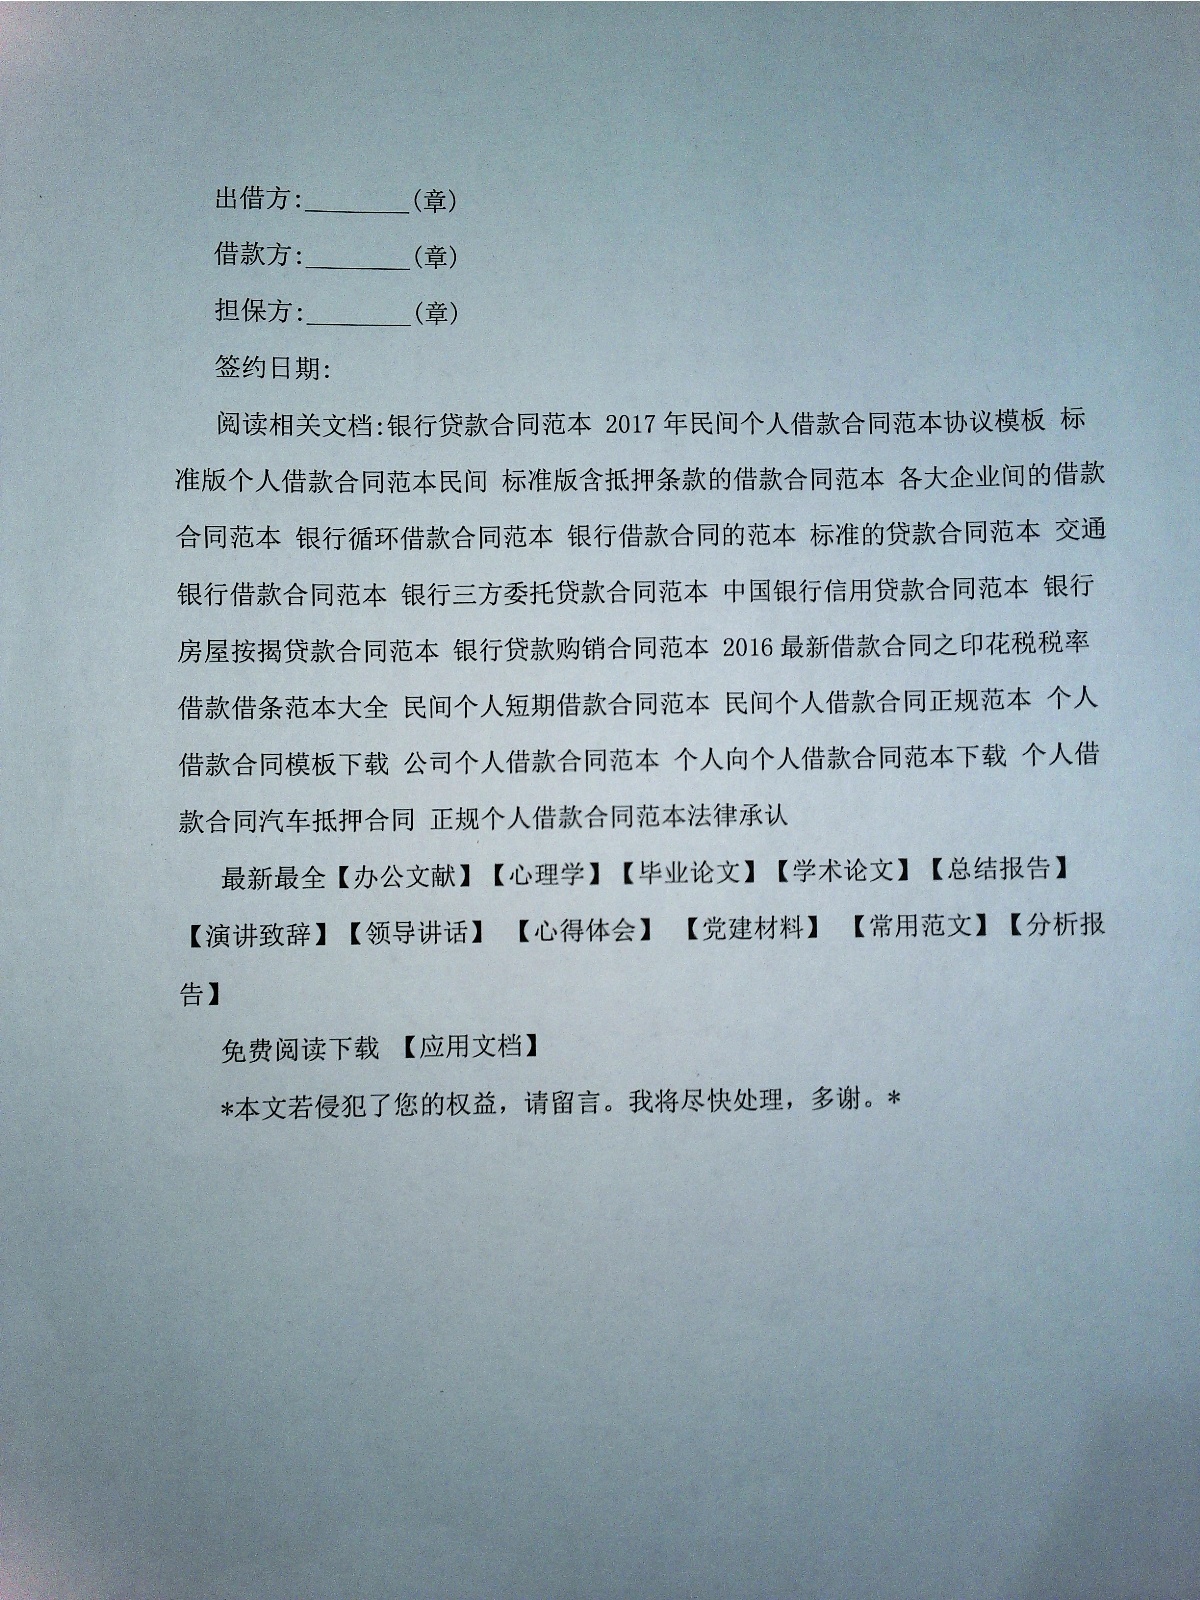 出借方:________(章)
借款方:________(章)
担保方:________(章)
签约日期:
阅读相关文档:银行贷款合同范本 2017年民间个人借款合同范本协议模板 标
准版个人借款合同范本民间 标准版含抵押条款的借款合同范本 各大企业间的借款
合同范本 银行循环借款合同范本 银行借款合同的范本 标准的贷款合同范本 交通
银行借款合同范本 银行三方委托贷款合同范本 中国银行信用贷款合同范本 银行
房屋按揭贷款合同范本 银行贷款购销合同范本 2016最新借款合同之印花税税率
借款借条范本大全 民间个人短期借款合同范本 民间个人借款合同正规范本 个人
借款合同模板下载 公司个人借款合同范本 个人向个人借款合同范本下载 个人借
款合同汽车抵押合同 正规个人借款合同范本法律承认
最新最全【办公文献】【心理学】【毕业论文】【学术论文】【总结报告】
【演讲致辞】【领导讲话】 【心得体会】 【党建材料】 【常用范文】【分析报
告】
免费阅读下载 【应用文档】
*本文若侵犯了您的权益，请留言。我将尽快处理，多谢。*